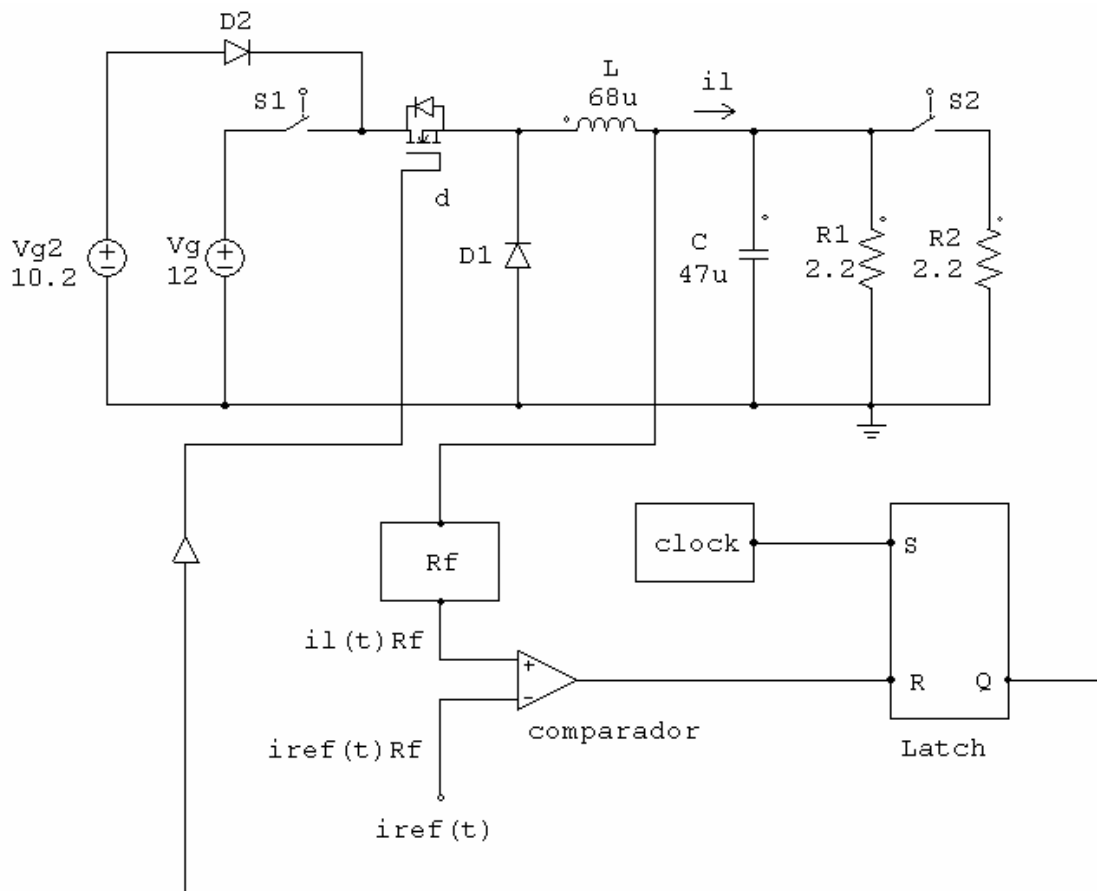 D2
S1
L
68u
il
S2
d
Vg2
10.2
Vg
12
D1
C
47u
R1
2.2
R2
2.2
Rf
clock
S
R
Q
Latch
il(t)Rf
+
-
comparador
iref(t)Rf
iref(t)